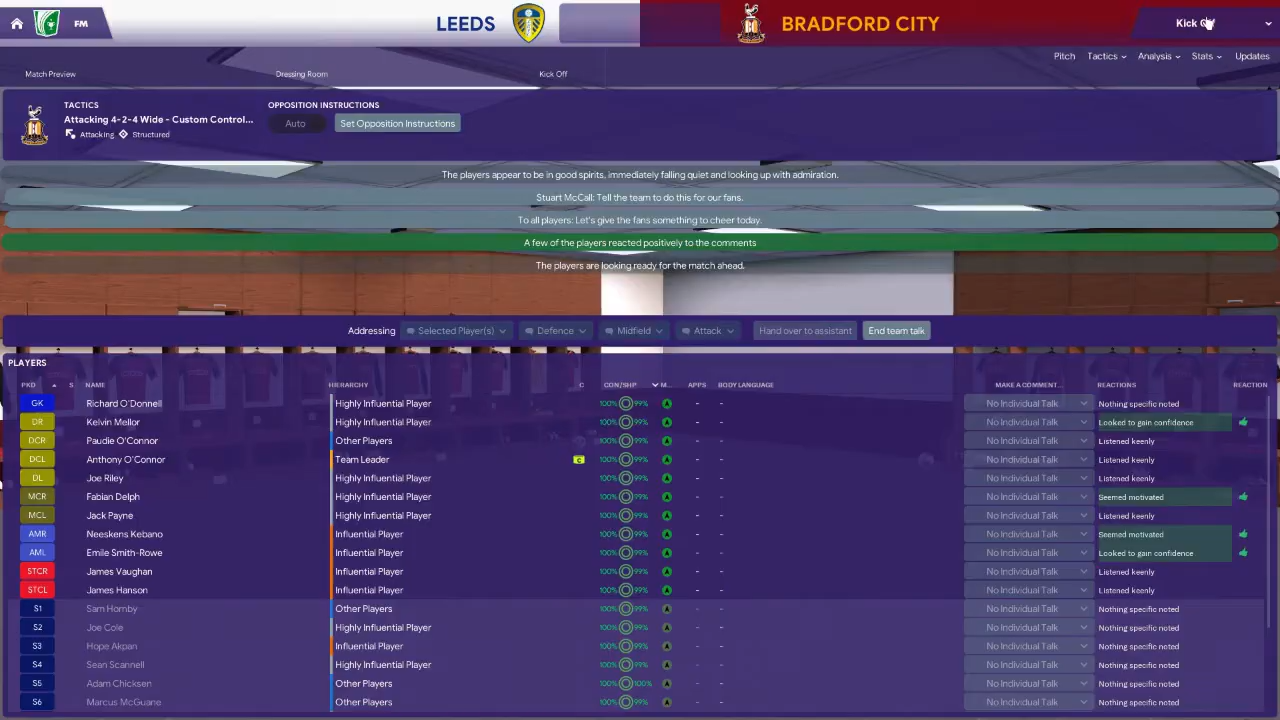 FM LEEDS BRADFORD CITY
Pitch Tactics Analysis Stats Updates
Match Preview Dressing Room Kick Off
TACTICS OPPOSITION INSTRUCTIONS
Attacking 4-2-4 Wide - Custom Control... Auto Set Opposition Instructions
Attacking Structured
The players appear to be in good spirits, immediately falling quiet and looking up with admiration.
Stuart McCall: Tell the team to do this for our fans.
To all players: Let's give the fans something to cheer today.
A few of the players reacted positively to the comments
The players are looking ready for the match ahead.
Addressing Selected Player(s) Defence Midfield Attack Hand over to assistant End team talk
PLAYERS
PKD S NAME HIERARCHY C CON/SHP M... APPS BODY LANGUAGE MAKE A COMMENT... REACTIONS REACTION
GK Richard O'Donnell Highly Influential Player 100% 99% - - No Individual Talk Nothing specific noted
DR Kelvin Mellor Highly Influential Player 100% 99% - - No Individual Talk Looked to gain confidence
DCR Paudie O'Connor Other Players 100% 99% - - No Individual Talk Listened keenly
DCL Anthony O'Connor Team Leader C 100% 99% - - No Individual Talk Listened keenly
DL Joe Riley Highly Influential Player 100% 99% - - No Individual Talk Listened keenly
MCR Fabian Delph Highly Influential Player 100% 99% - - No Individual Talk Seemed motivated
MCL Jack Payne Highly Influential Player 100% 99% - - No Individual Talk Listened keenly
AMR Neeskens Kebano Influential Player 100% 99% - - No Individual Talk Seemed motivated
AML Emile Smith-Rowe Influential Player 100% 99% - - No Individual Talk Looked to gain confidence
STCR James Vaughan Influential Player 100% 99% - - No Individual Talk Listened keenly
STCL James Hanson Influential Player 100% 99% - - No Individual Talk Listened keenly
S1 Sam Hornby Other Players 100% 99% - - No Individual Talk Nothing specific noted
S2 Joe Cole Highly Influential Player 100% 99% - - No Individual Talk Nothing specific noted
S3 Hope Akpan Influential Player 100% 99% - - No Individual Talk Nothing specific noted
S4 Sean Scannell Highly Influential Player 100% 99% - - No Individual Talk Nothing specific noted
S5 Adam Chicksen Other Players 100% 100% - - No Individual Talk Nothing specific noted
S6 Marcus McGuane Other Players 100% 99% - - No Individual Talk Nothing specific noted